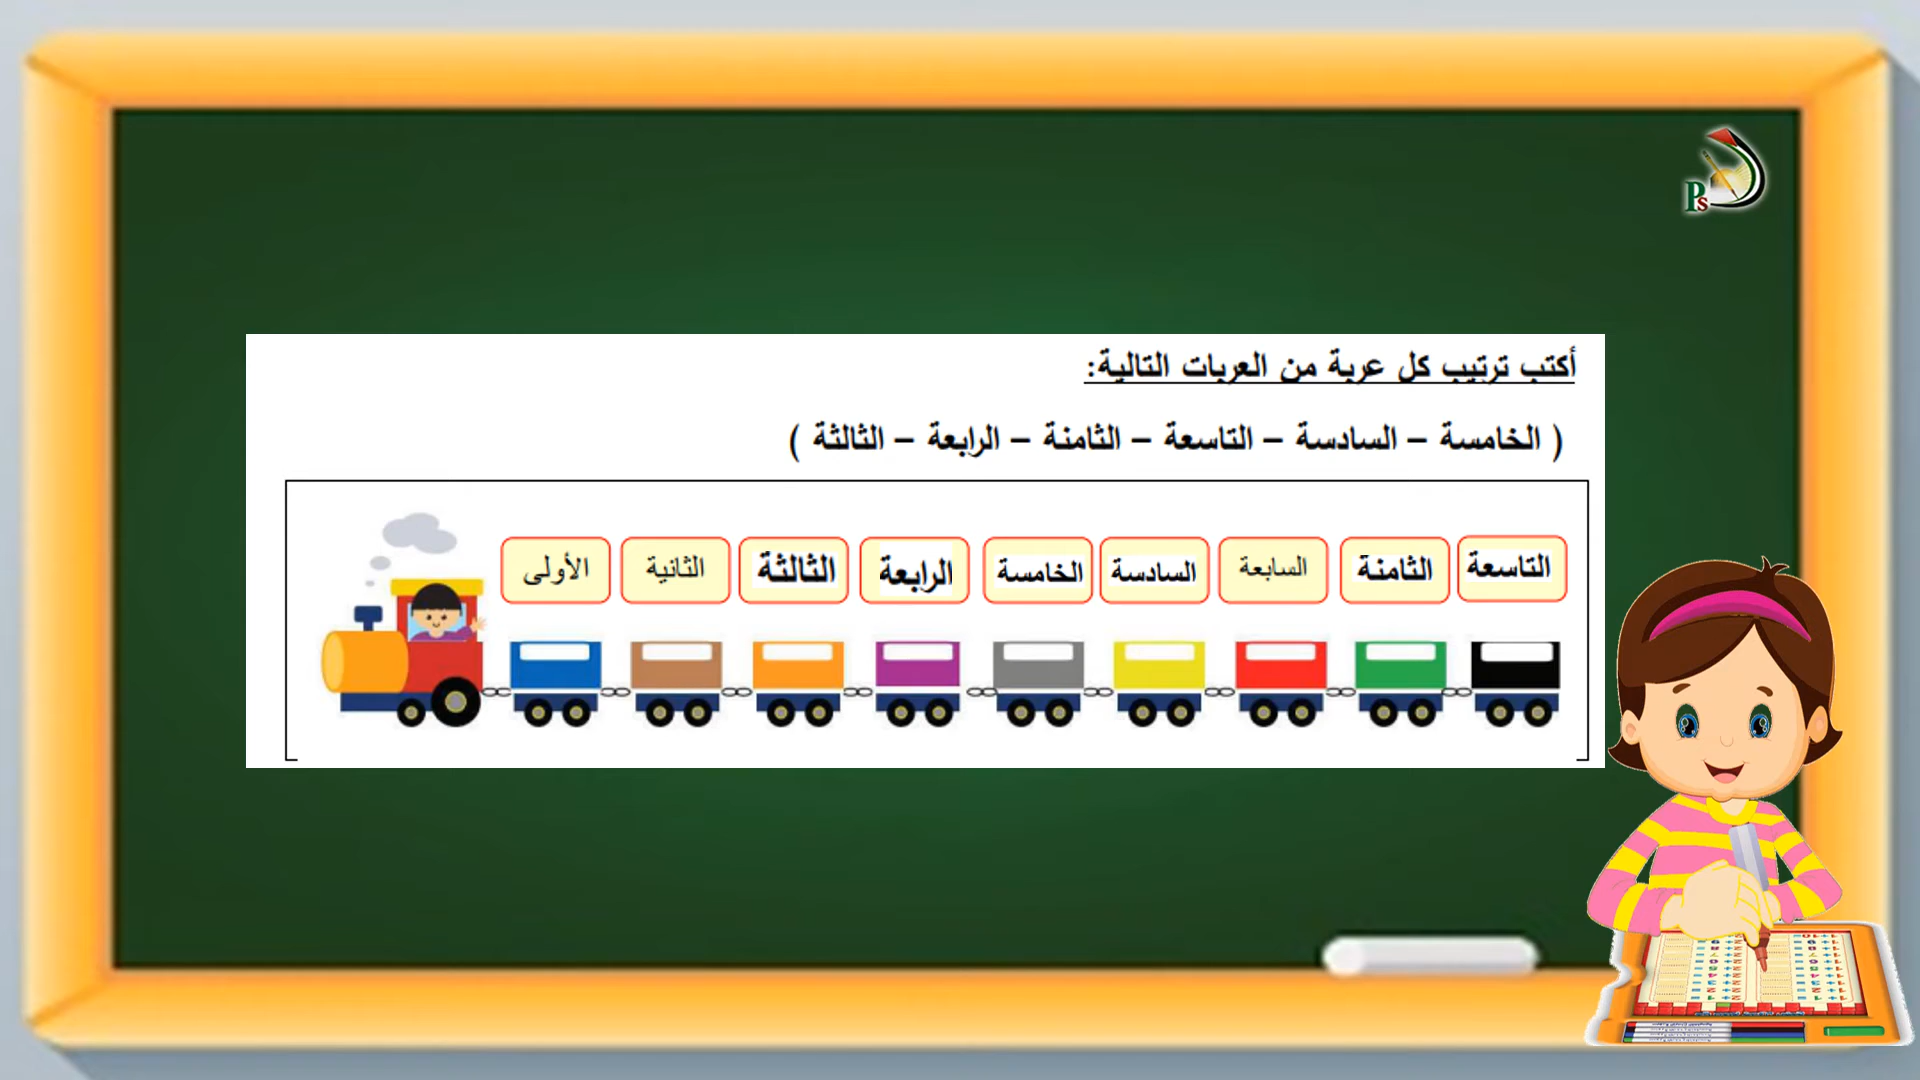 أكتب ترتيب كل عربة من العربات التالية:
( الخامسة – السادسة – التاسعة – الثامنة – الرابعة – الثالثة )
الأولى الثانية الثالثة الرابعة الخامسة السادسة السابعة الثامنة التاسعة
Ps